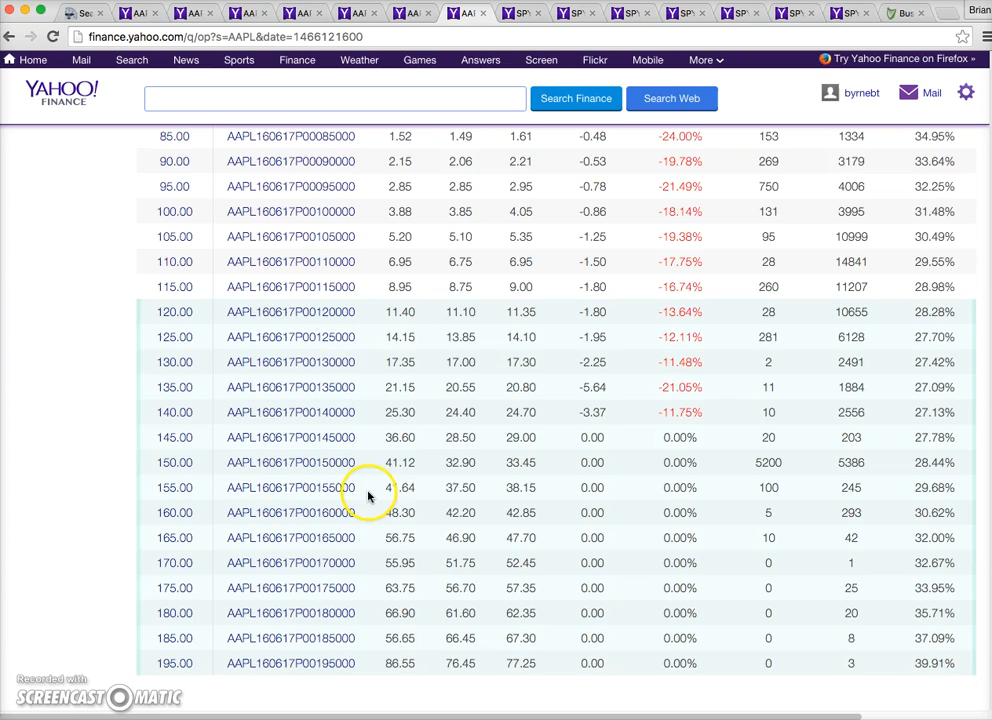 Sea × AAI × AAI × AAI × AAI × AAI × AAI × AAI × SPY × SPY × SPY × SPY × SPY × SPY × SPY × Bus × Brian
finance.yahoo.com/q/op?s=AAPL&date=1466121600
Home Mail Search News Sports Finance Weather Games Answers Screen Flickr Mobile More Try Yahoo Finance on Firefox »
YAHOO! FINANCE Search Finance Search Web byrnebt Mail
85.00 AAPL160617P00085000 1.52 1.49 1.61 -0.48 -24.00% 153 1334 34.95%
90.00 AAPL160617P00090000 2.15 2.06 2.21 -0.53 -19.78% 269 3179 33.64%
95.00 AAPL160617P00095000 2.85 2.85 2.95 -0.78 -21.49% 750 4006 32.25%
100.00 AAPL160617P00100000 3.88 3.85 4.05 -0.86 -18.14% 131 3995 31.48%
105.00 AAPL160617P00105000 5.20 5.10 5.35 -1.25 -19.38% 95 10999 30.49%
110.00 AAPL160617P00110000 6.95 6.75 6.95 -1.50 -17.75% 28 14841 29.55%
115.00 AAPL160617P00115000 8.95 8.75 9.00 -1.80 -16.74% 260 11207 28.98%
120.00 AAPL160617P00120000 11.40 11.10 11.35 -1.80 -13.64% 28 10655 28.28%
125.00 AAPL160617P00125000 14.15 13.85 14.10 -1.95 -12.11% 281 6128 27.70%
130.00 AAPL160617P00130000 17.35 17.00 17.30 -2.25 -11.48% 2 2491 27.42%
135.00 AAPL160617P00135000 21.15 20.55 20.80 -5.64 -21.05% 11 1884 27.09%
140.00 AAPL160617P00140000 25.30 24.40 24.70 -3.37 -11.75% 10 2556 27.13%
145.00 AAPL160617P00145000 36.60 28.50 29.00 0.00 0.00% 20 203 27.78%
150.00 AAPL160617P00150000 41.12 32.90 33.45 0.00 0.00% 5200 5386 28.44%
155.00 AAPL160617P00155000 41.64 37.50 38.15 0.00 0.00% 100 245 29.68%
160.00 AAPL160617P00160000 48.30 42.20 42.85 0.00 0.00% 5 293 30.62%
165.00 AAPL160617P00165000 56.75 46.90 47.70 0.00 0.00% 10 42 32.00%
170.00 AAPL160617P00170000 55.95 51.75 52.45 0.00 0.00% 0 1 32.67%
175.00 AAPL160617P00175000 63.75 56.70 57.35 0.00 0.00% 0 25 33.95%
180.00 AAPL160617P00180000 66.90 61.60 62.35 0.00 0.00% 0 20 35.71%
185.00 AAPL160617P00185000 56.65 66.45 67.30 0.00 0.00% 0 8 37.09%
195.00 AAPL160617P00195000 86.55 76.45 77.25 0.00 0.00% 0 3 39.91%
Recorded with
SCREENCAST O MATIC